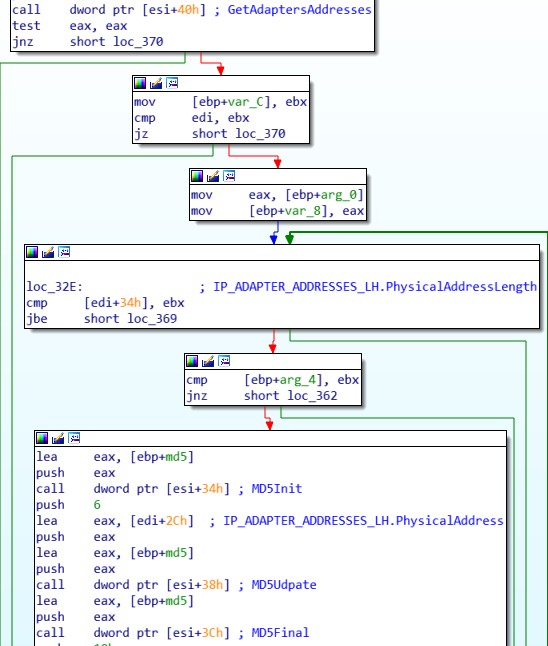 call dword ptr [esi+40h] ; GetAdaptersAddresses
test eax, eax
jnz short loc_370
mov [ebp+var_C], ebx
cmp edi, ebx
jz short loc_370
mov eax, [ebp+arg_0]
mov [ebp+var_8], eax
loc_32E: ; IP_ADAPTER_ADDRESSES_LH.PhysicalAddressLength
cmp [edi+34h], ebx
jbe short loc_369
cmp [ebp+arg_4], ebx
jnz short loc_362
lea eax, [ebp+md5]
push eax
call dword ptr [esi+34h] ; MD5Init
push 6
lea eax, [edi+2Ch] ; IP_ADAPTER_ADDRESSES_LH.PhysicalAddress
push eax
lea eax, [ebp+md5]
push eax
call dword ptr [esi+38h] ; MD5Udpate
lea eax, [ebp+md5]
push eax
call dword ptr [esi+3Ch] ; MD5Final